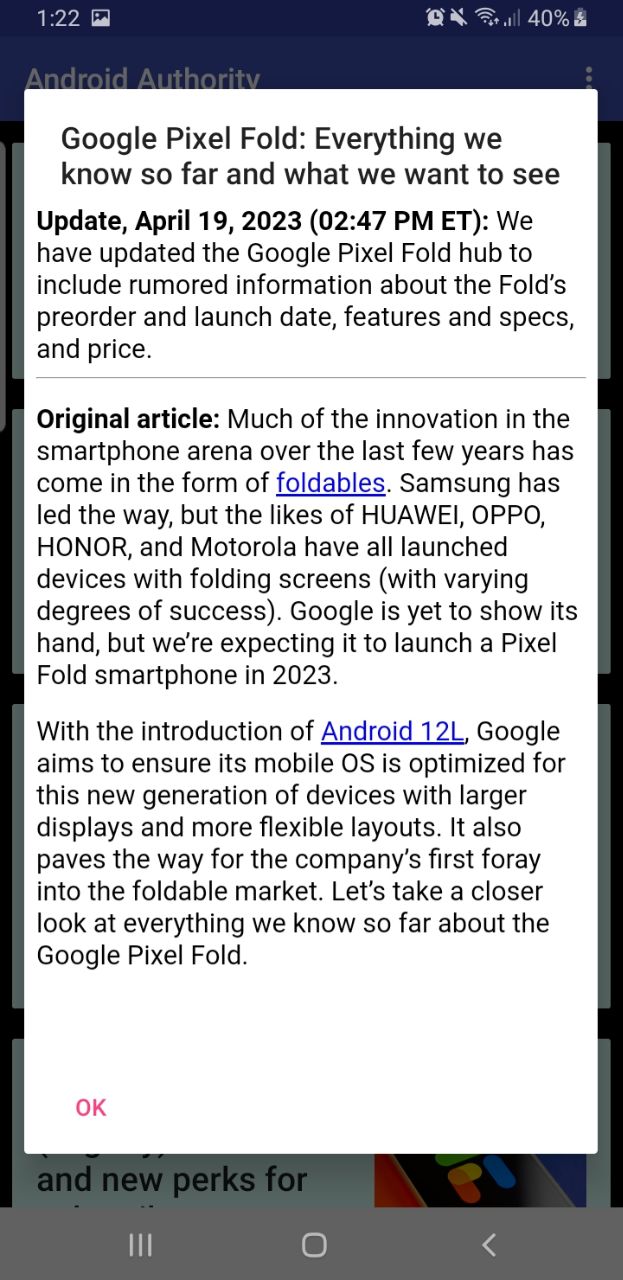 1:22
40%
Android Authority
Google Pixel Fold: Everything we
know so far and what we want to see
Update, April 19, 2023 (02:47 PM ET): We
have updated the Google Pixel Fold hub to
include rumored information about the Fold’s
preorder and launch date, features and specs,
and price.
Original article: Much of the innovation in the
smartphone arena over the last few years has
come in the form of foldables. Samsung has
led the way, but the likes of HUAWEI, OPPO,
HONOR, and Motorola have all launched
devices with folding screens (with varying
degrees of success). Google is yet to show its
hand, but we’re expecting it to launch a Pixel
Fold smartphone in 2023.
With the introduction of Android 12L, Google
aims to ensure its mobile OS is optimized for
this new generation of devices with larger
displays and more flexible layouts. It also
paves the way for the company’s first foray
into the foldable market. Let’s take a closer
look at everything we know so far about the
Google Pixel Fold.
OK
and new perks for